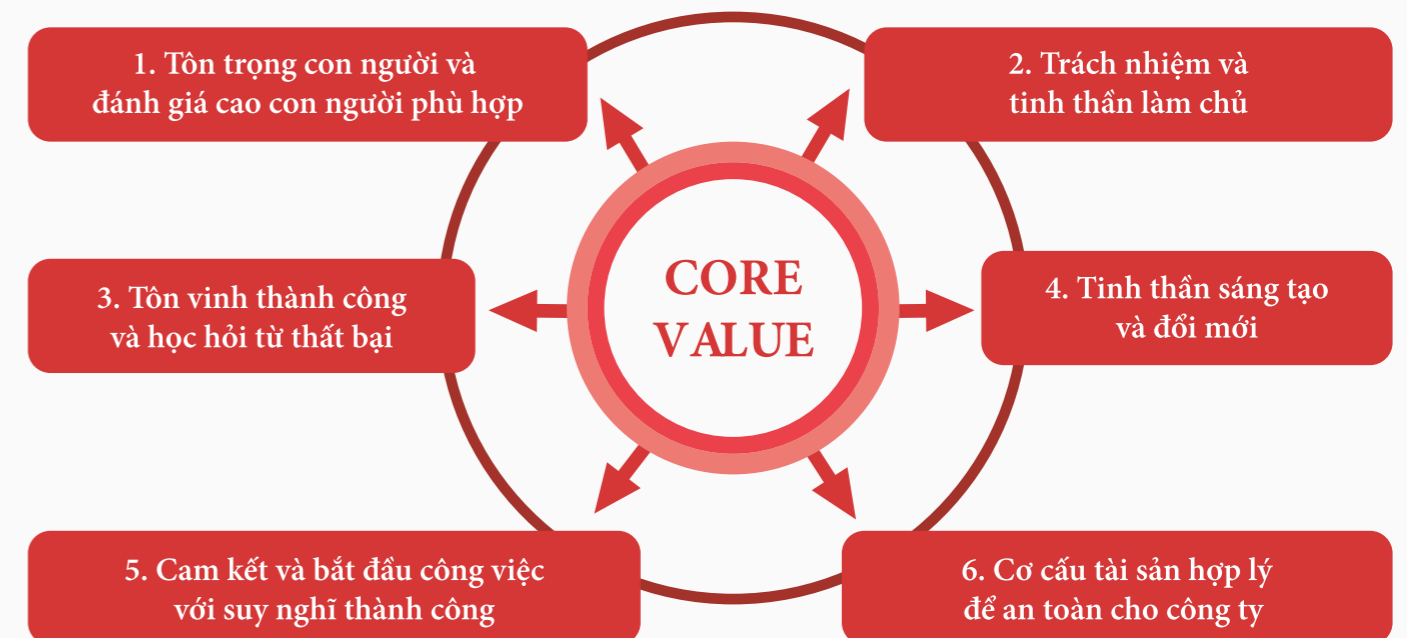 1. Tôn trọng con người và
đánh giá cao con người phù hợp
2. Trách nhiệm và
tinh thần làm chủ
3. Tôn vinh thành công
và học hỏi từ thất bại
CORE
VALUE
4. Tinh thần sáng tạo
và đổi mới
5. Cam kết và bắt đầu công việc
với suy nghĩ thành công
6. Cơ cấu tài sản hợp lý
để an toàn cho công ty